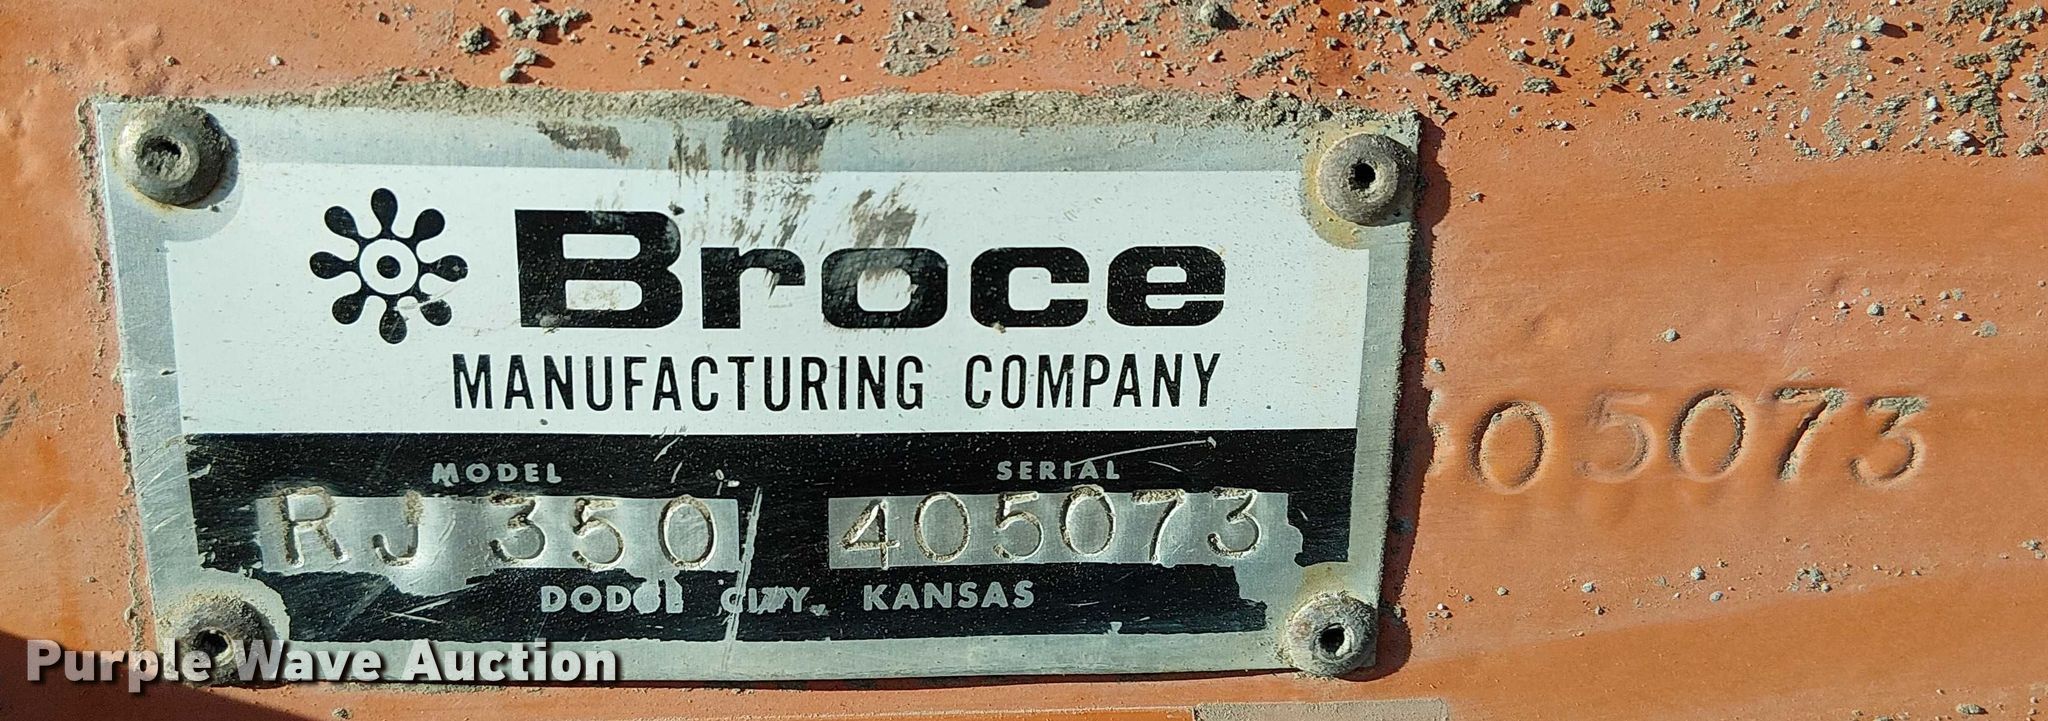 Broce
MANUFACTURING COMPANY
MODEL SERIAL
RJ 350 405073
05073
DODGE CITY, KANSAS
Purple Wave Auction